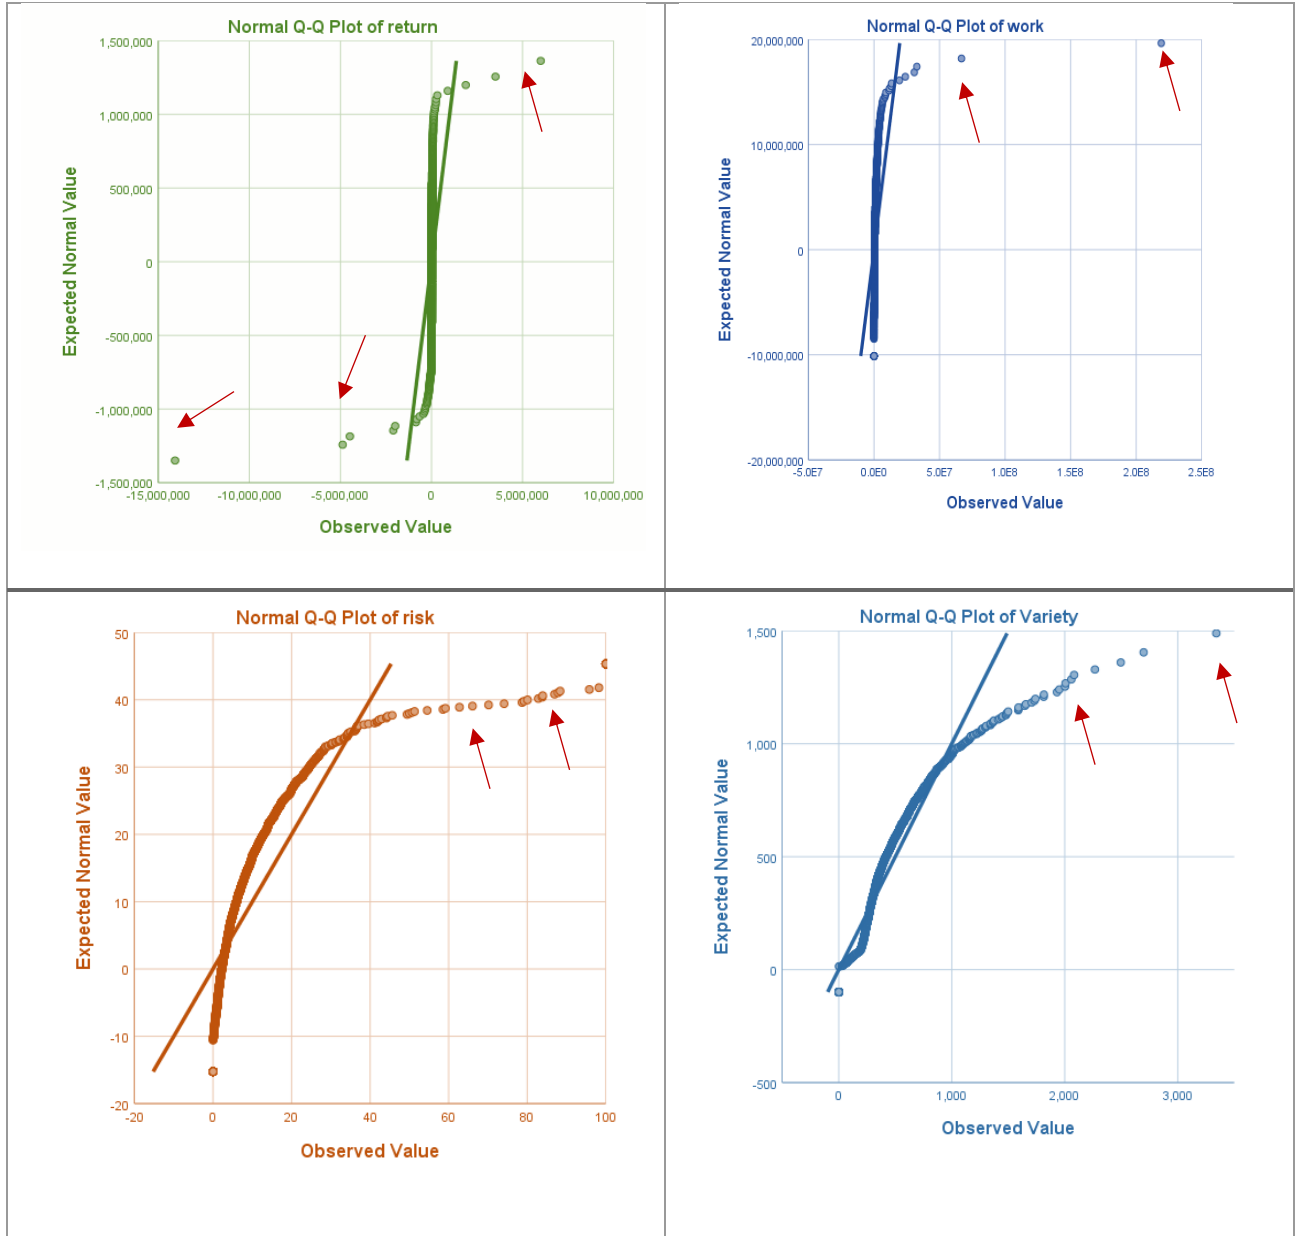 Normal Q-Q Plot of return
1,500,000
1,000,000
500,000
0
-500,000
-1,000,000
-1,500,000
-15,000,000 -10,000,000 -5,000,000 0 5,000,000 10,000,000
Expected Normal Value
Observed Value
Normal Q-Q Plot of work
20,000,000
10,000,000
0
-10,000,000
-20,000,000
-5.0E7 0.0E0 5.0E7 1.0E8 1.5E8 2.0E8 2.5E8
Expected Normal Value
Observed Value
Normal Q-Q Plot of risk
50
40
30
20
10
0
-10
-20
-20 0 20 40 60 80 100
Expected Normal Value
Observed Value
Normal Q-Q Plot of Variety
1,500
1,000
500
0
-500
0 1,000 2,000 3,000
Expected Normal Value
Observed Value